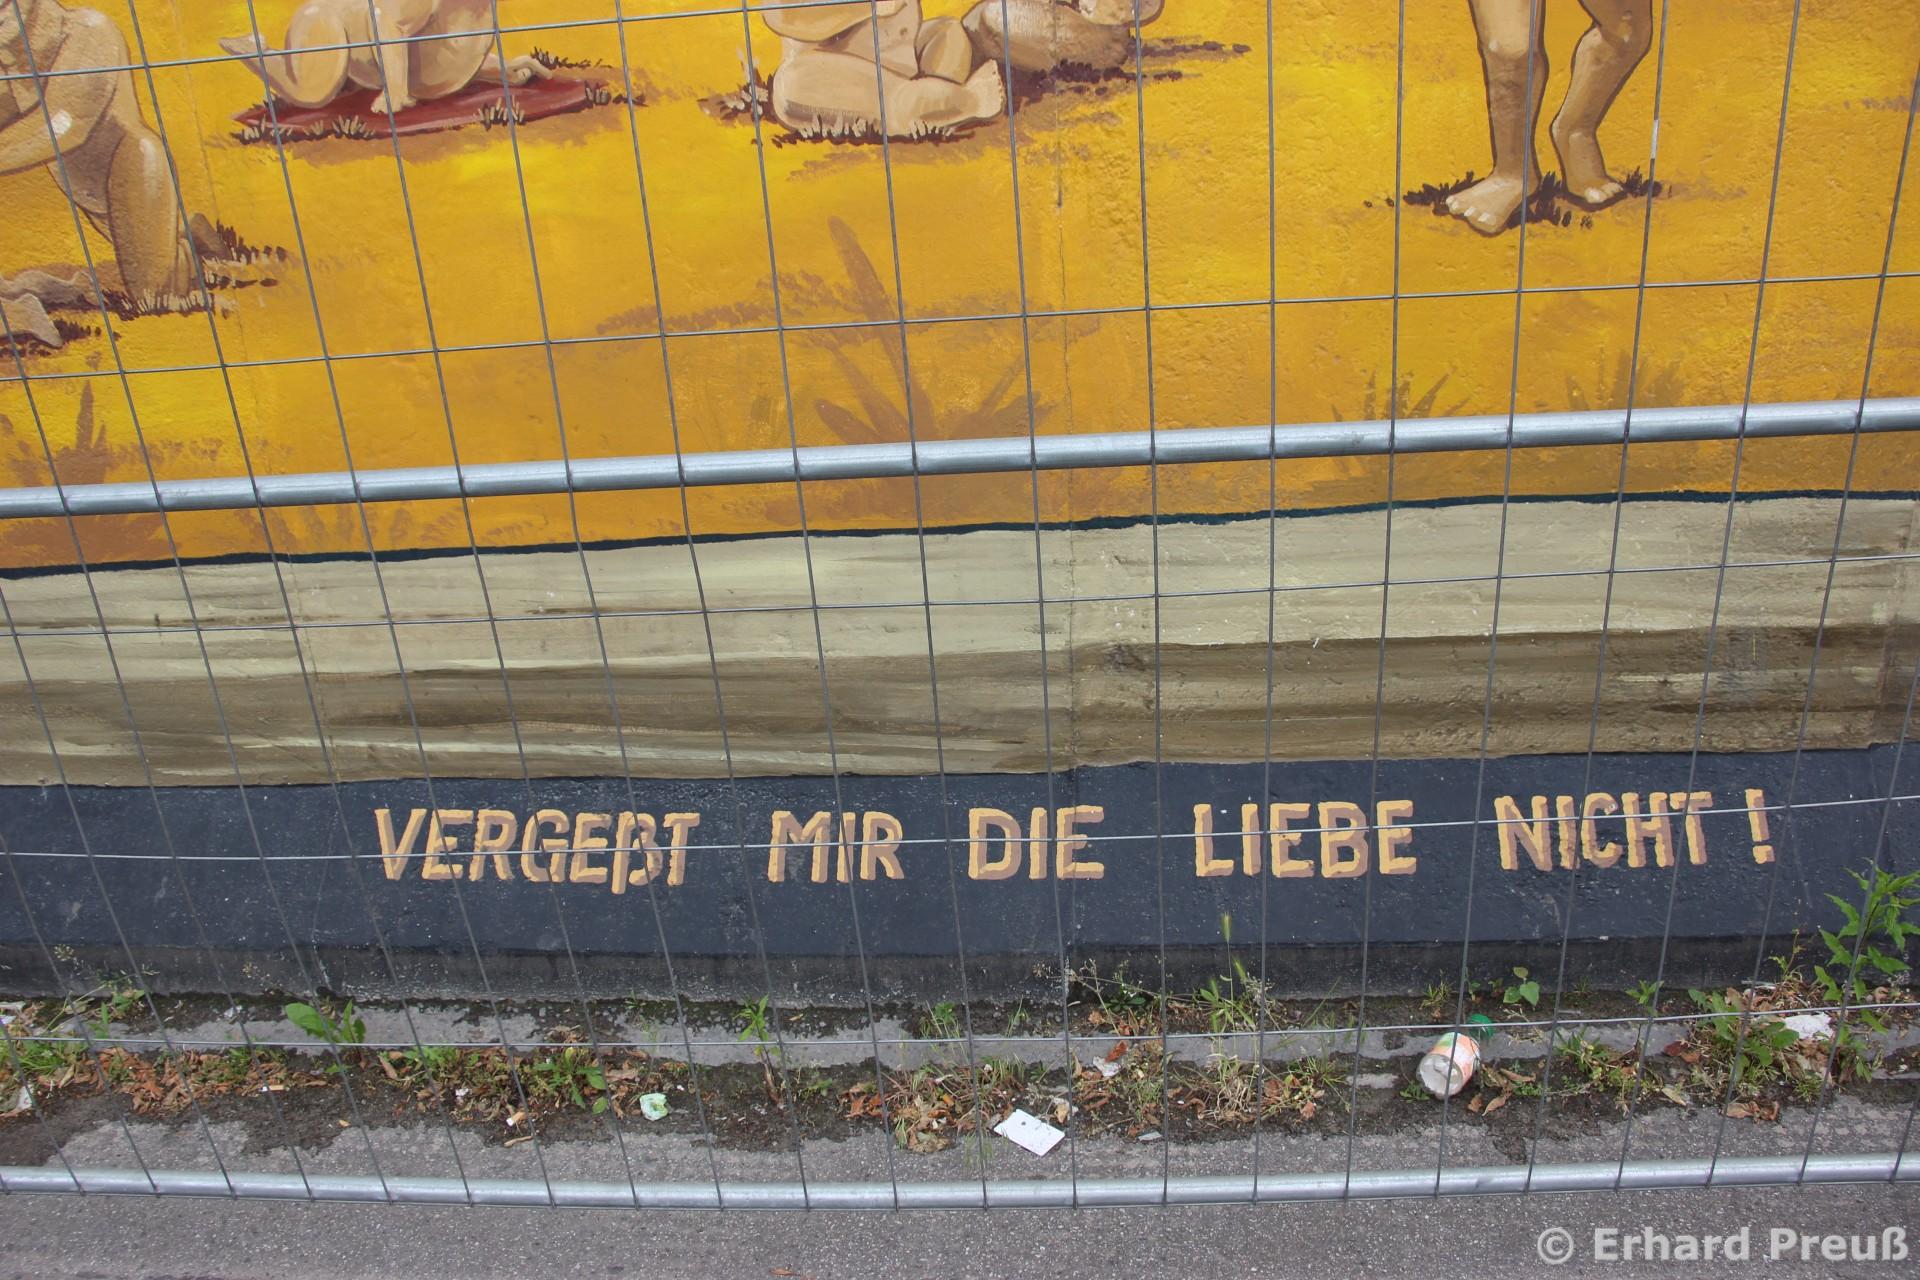 VERGEßT MIR DIE LIEBE NICHT !
© Erhard Preuß